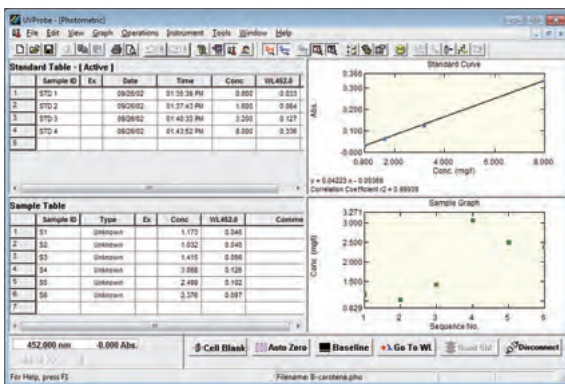 UVProbe - [Photometric]
File Edit View Graph Operations Instrument Tools Window Help
Standard Table - [ Active ]
Sample ID Ex Date Time Conc WL452.0
1 STD 1 09/26/02 01:35:39 PM 0.800 0.033
2 STD 2 09/26/02 01:37:43 PM 1.600 0.064
3 STD 3 09/26/02 01:40:33 PM 3.200 0.127
4 STD 4 09/26/02 01:43:52 PM 8.000 0.336
5
Standard Curve
Abs.
0.366
0.300
0.200
0.100
-0.000
0.000 2.000 4.000 6.000 8.000
Conc. (mg/l)
y = 0.04223 x - 0.00369
Correlation Coefficient r2 = 0.99939
Sample Table
Sample ID Type Ex Conc WL452.0 Comme
1 S1 Unknown 1.173 0.046
2 S2 Unknown 1.032 0.040
3 S3 Unknown 1.415 0.056
4 S4 Unknown 3.068 0.126
5 S5 Unknown 2.499 0.102
6 S6 Unknown 2.376 0.097
7
Sample Graph
Conc. (mg/l)
3.271
3.000
2.500
2.000
1.500
0.829
1 2 3 4 5 6
Sequence No.
452.000 nm -0.000 Abs.
Cell Blank Auto Zero Baseline Go To WL Read Std. Disconnect
For Help, press F1
Filename: B-carotene.pho